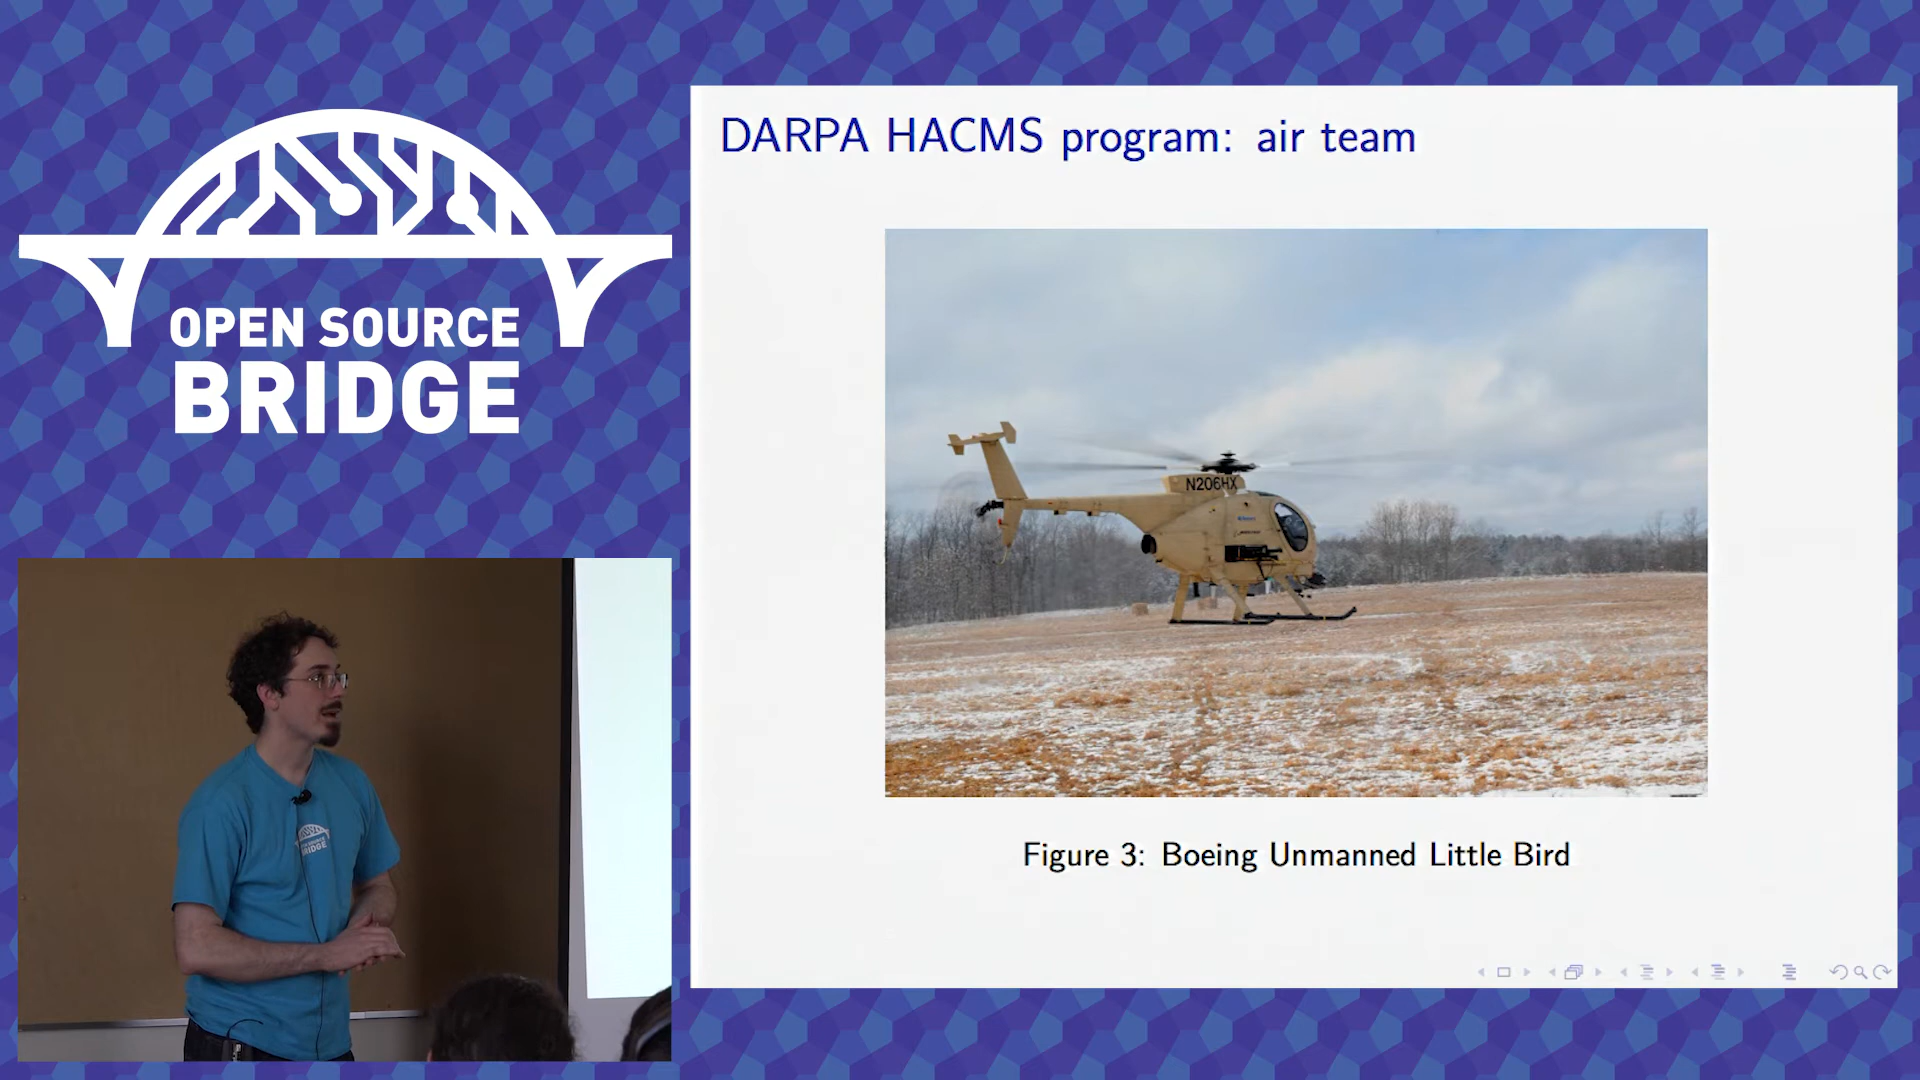 OPEN SOURCE
BRIDGE
DARPA HACMS program: air team
N206HX
Figure 3: Boeing Unmanned Little Bird